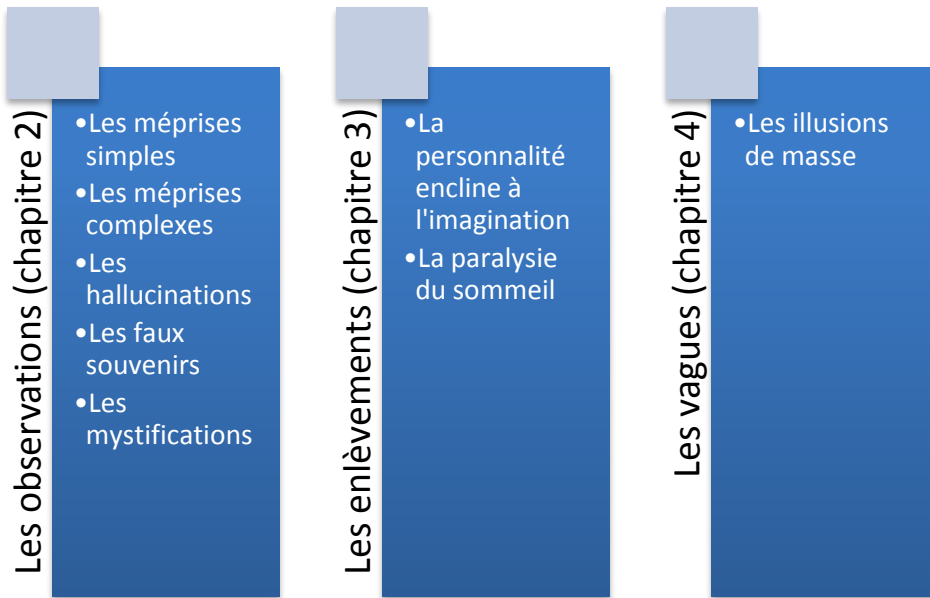 Les observations (chapitre 2)
•Les méprises
simples
•Les méprises
complexes
•Les
hallucinations
•Les faux
souvenirs
•Les
mystifications
Les enlèvements (chapitre 3)
•La
personnalité
encline à
l'imagination
•La paralysie
du sommeil
Les vagues (chapitre 4)
•Les illusions
de masse